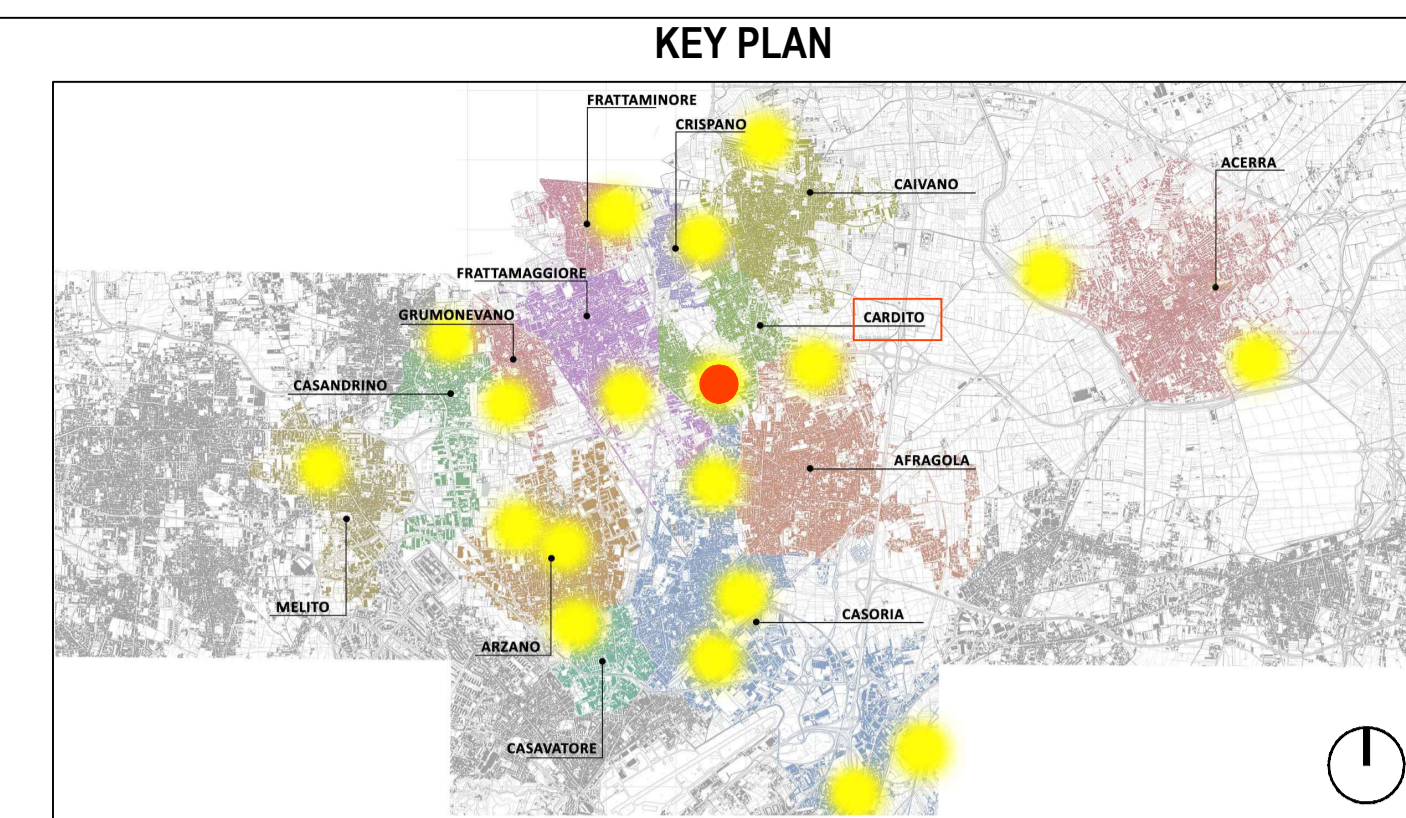 KEY PLAN
FRATTAMINORE
CRISPANO
ACERRA
CAIVANO
FRATTAMAGGIORE
GRUMONEVANO
CARDITO
CASANDRINO
AFRAGOLA
MELITO
CASORIA
ARZANO
CASAVATORE